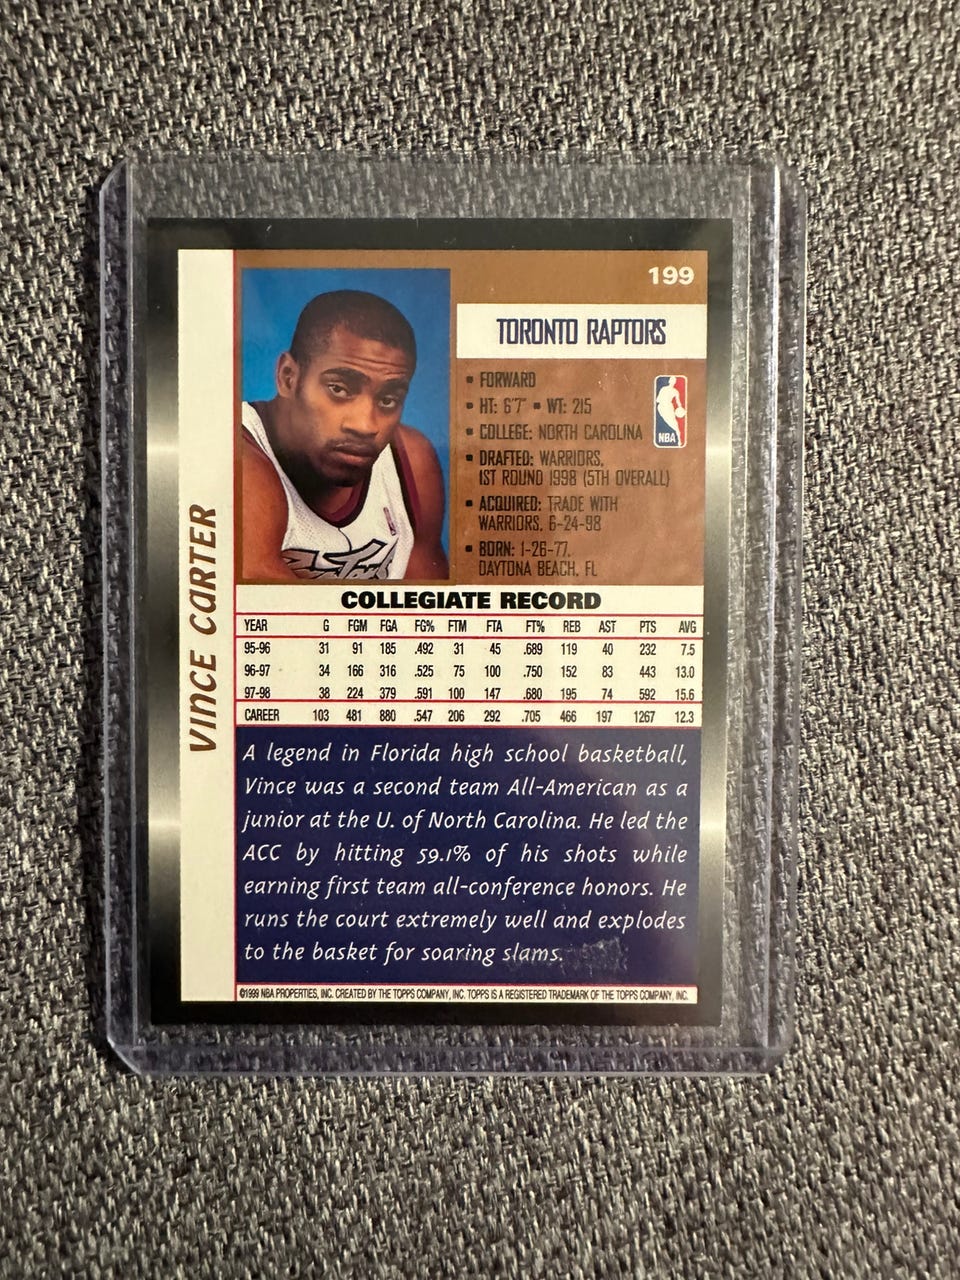 199
TORONTO RAPTORS
• FORWARD
• HT: 6'7" • WT: 215
• COLLEGE: NORTH CAROLINA
• DRAFTED: WARRIORS,
1ST ROUND 1998 (5TH OVERALL)
• ACQUIRED: TRADE WITH
WARRIORS, 6-24-98
• BORN: 1-26-77,
DAYTONA BEACH, FL
NBA
VINCE CARTER
COLLEGIATE RECORD
YEAR G FGM FGA FG% FTM FTA FT% REB AST PTS AVG
95-96 31 91 185 .492 31 45 .689 119 40 232 7.5
96-97 34 166 316 .525 75 100 .750 152 83 443 13.0
97-98 38 224 379 .591 100 147 .680 195 74 592 15.6
CAREER 103 481 880 .547 206 292 .705 466 197 1267 12.3
A legend in Florida high school basketball,
Vince was a second team All-American as a
junior at the U. of North Carolina. He led the
ACC by hitting 59.1% of his shots while
earning first team all-conference honors. He
runs the court extremely well and explodes
to the basket for soaring slams.
©1999 NBA PROPERTIES, INC. CREATED BY THE TOPPS COMPANY, INC. TOPPS IS A REGISTERED TRADEMARK OF THE TOPPS COMPANY, INC.